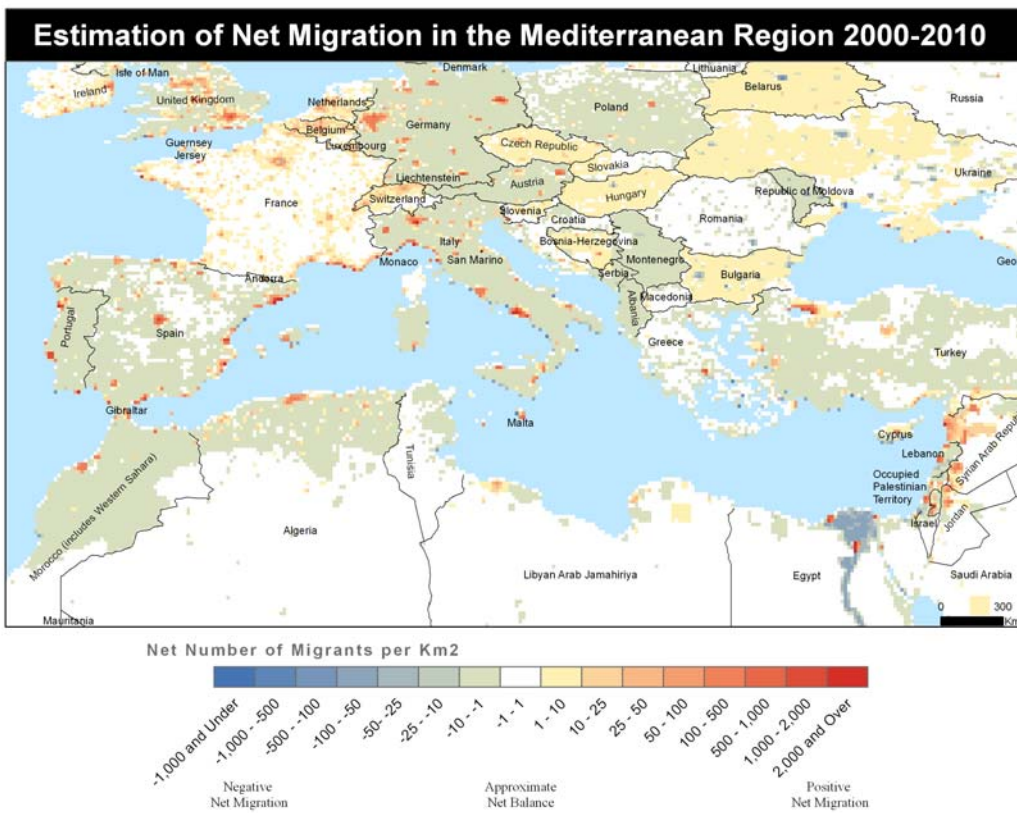 Estimation of Net Migration in the Mediterranean Region 2000-2010
Isle of Man
Denmark
Lithuania
Ireland
United Kingdom
Netherlands
Belarus
Russia
Poland
Germany
Belgium
Guernsey
Jersey
Luxembourg
Czech Republic
Slovakia
Ukraine
Liechtenstein
Austria
Switzerland
Hungary
Republic of Moldova
France
Slovenia
Croatia
Romania
Italy
Bosnia-Herzegovina
Monaco
San Marino
Montenegro
Geo
Andorra
Serbia
Bulgaria
Macedonia
Albania
Portugal
Spain
Greece
Turkey
Gibraltar
Malta
Cyprus
Lebanon
Syrian Arab Repub
Tunisia
Occupied
Palestinian
Territory
Israel
Jordan
Morocco (includes Western Sahara)
Algeria
Libyan Arab Jamahiriya
Egypt
Saudi Arabia
Mauritania
0 300
Km
Net Number of Migrants per Km2
-1,000 and Under
-1,000 - -500
-500 - -100
-100 - -50
-50 - -25
-25 - -10
-10 - -1
-1 - 1
1 - 10
10 - 25
25 - 50
50 - 100
100 - 500
500 - 1,000
1,000 - 2,000
2,000 and Over
Negative
Net Migration
Approximate
Net Balance
Positive
Net Migration